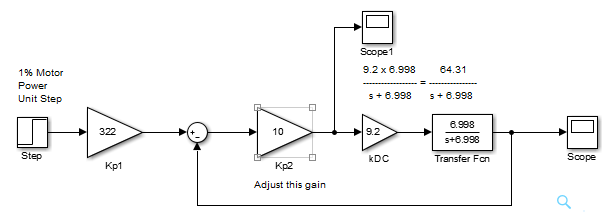 Scope1
1% Motor
Power
Unit Step
9.2 x 6.998
s + 6.998
=
64.31
s + 6.998
322
+
-
10
9.2
6.998
s+6.998
Step
Kp1
Kp2
kDC
Transfer Fcn
Scope
Adjust this gain